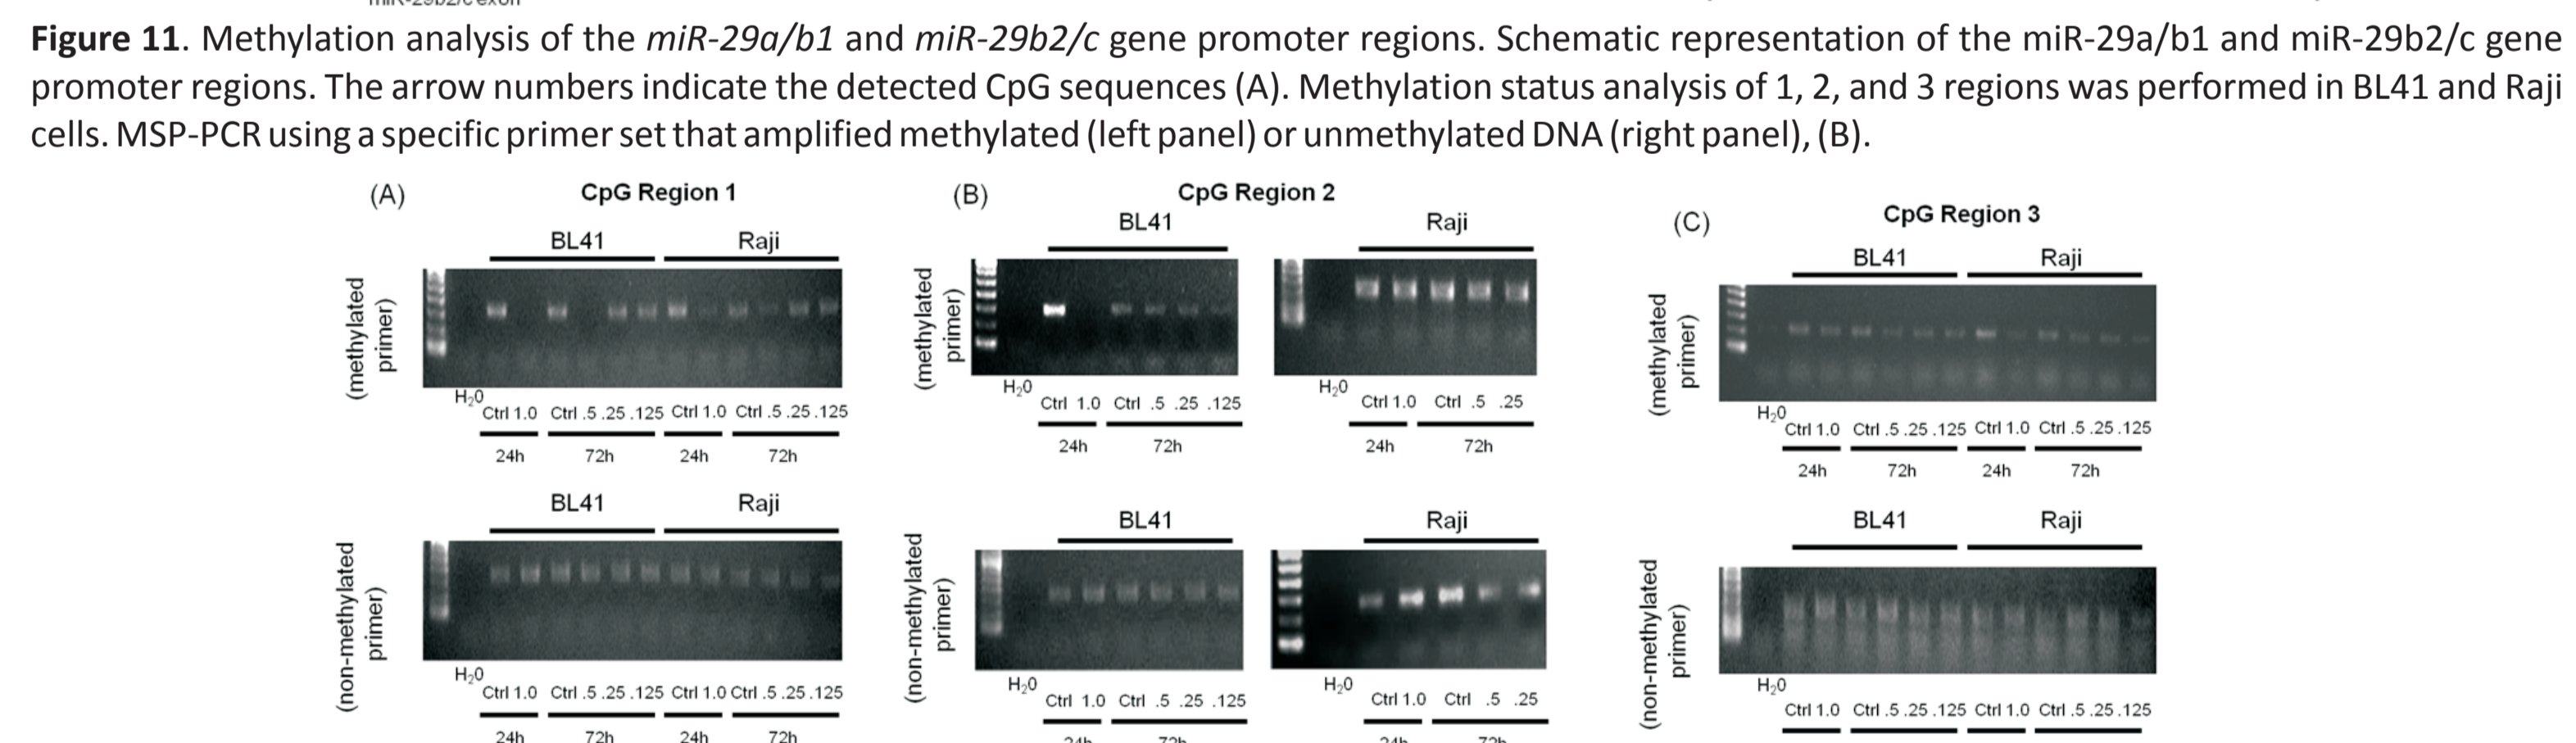 Figure 11. Methylation analysis of the miR-29a/b1 and miR-29b2/c gene promoter regions. Schematic representation of the miR-29a/b1 and miR-29b2/c gene
promoter regions. The arrow numbers indicate the detected CpG sequences (A). Methylation status analysis of 1, 2, and 3 regions was performed in BL41 and Raji
cells. MSP-PCR using a specific primer set that amplified methylated (left panel) or unmethylated DNA (right panel), (B).
(A) CpG Region 1
BL41 Raji
(methylated
primer)
H₂0
Ctrl 1.0 Ctrl .5 .25 .125 Ctrl 1.0 Ctrl .5 .25 .125
24h 72h 24h 72h
BL41 Raji
(non-methylated
primer)
H₂0
Ctrl 1.0 Ctrl .5 .25 .125 Ctrl 1.0 Ctrl .5 .25 .125
24h 72h 24h 72h
(B) CpG Region 2
BL41 Raji
(methylated
primer)
H₂0 H₂0
Ctrl 1.0 Ctrl .5 .25 .125 Ctrl 1.0 Ctrl .5 .25
24h 72h 24h 72h
BL41 Raji
(non-methylated
primer)
H₂0 H₂0
Ctrl 1.0 Ctrl .5 .25 .125 Ctrl 1.0 Ctrl .5 .25
24h 72h 24h 72h
(C) CpG Region 3
BL41 Raji
(methylated
primer)
H₂0
Ctrl 1.0 Ctrl .5 .25 .125 Ctrl 1.0 Ctrl .5 .25 .125
24h 72h 24h 72h
BL41 Raji
(non-methylated
primer)
H₂0
Ctrl 1.0 Ctrl .5 .25 .125 Ctrl 1.0 Ctrl .5 .25 .125